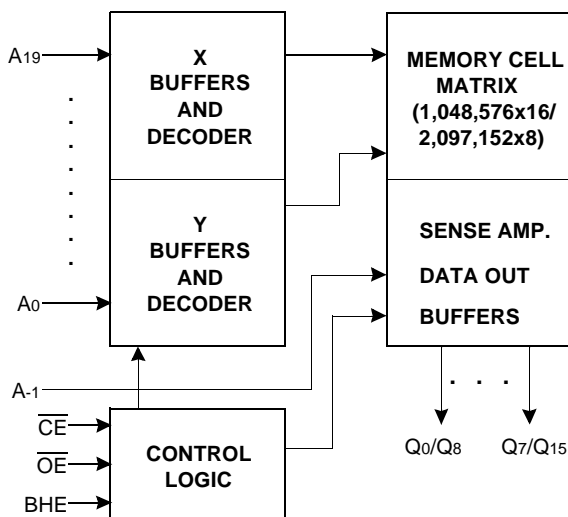 A19
X
BUFFERS
AND
DECODER
MEMORY CELL
MATRIX
(1,048,576x16/
2,097,152x8)
Y
BUFFERS
AND
DECODER
A0
SENSE AMP.
DATA OUT
BUFFERS
A-1
CE
OE
BHE
CONTROL
LOGIC
Q0/Q8
Q7/Q15